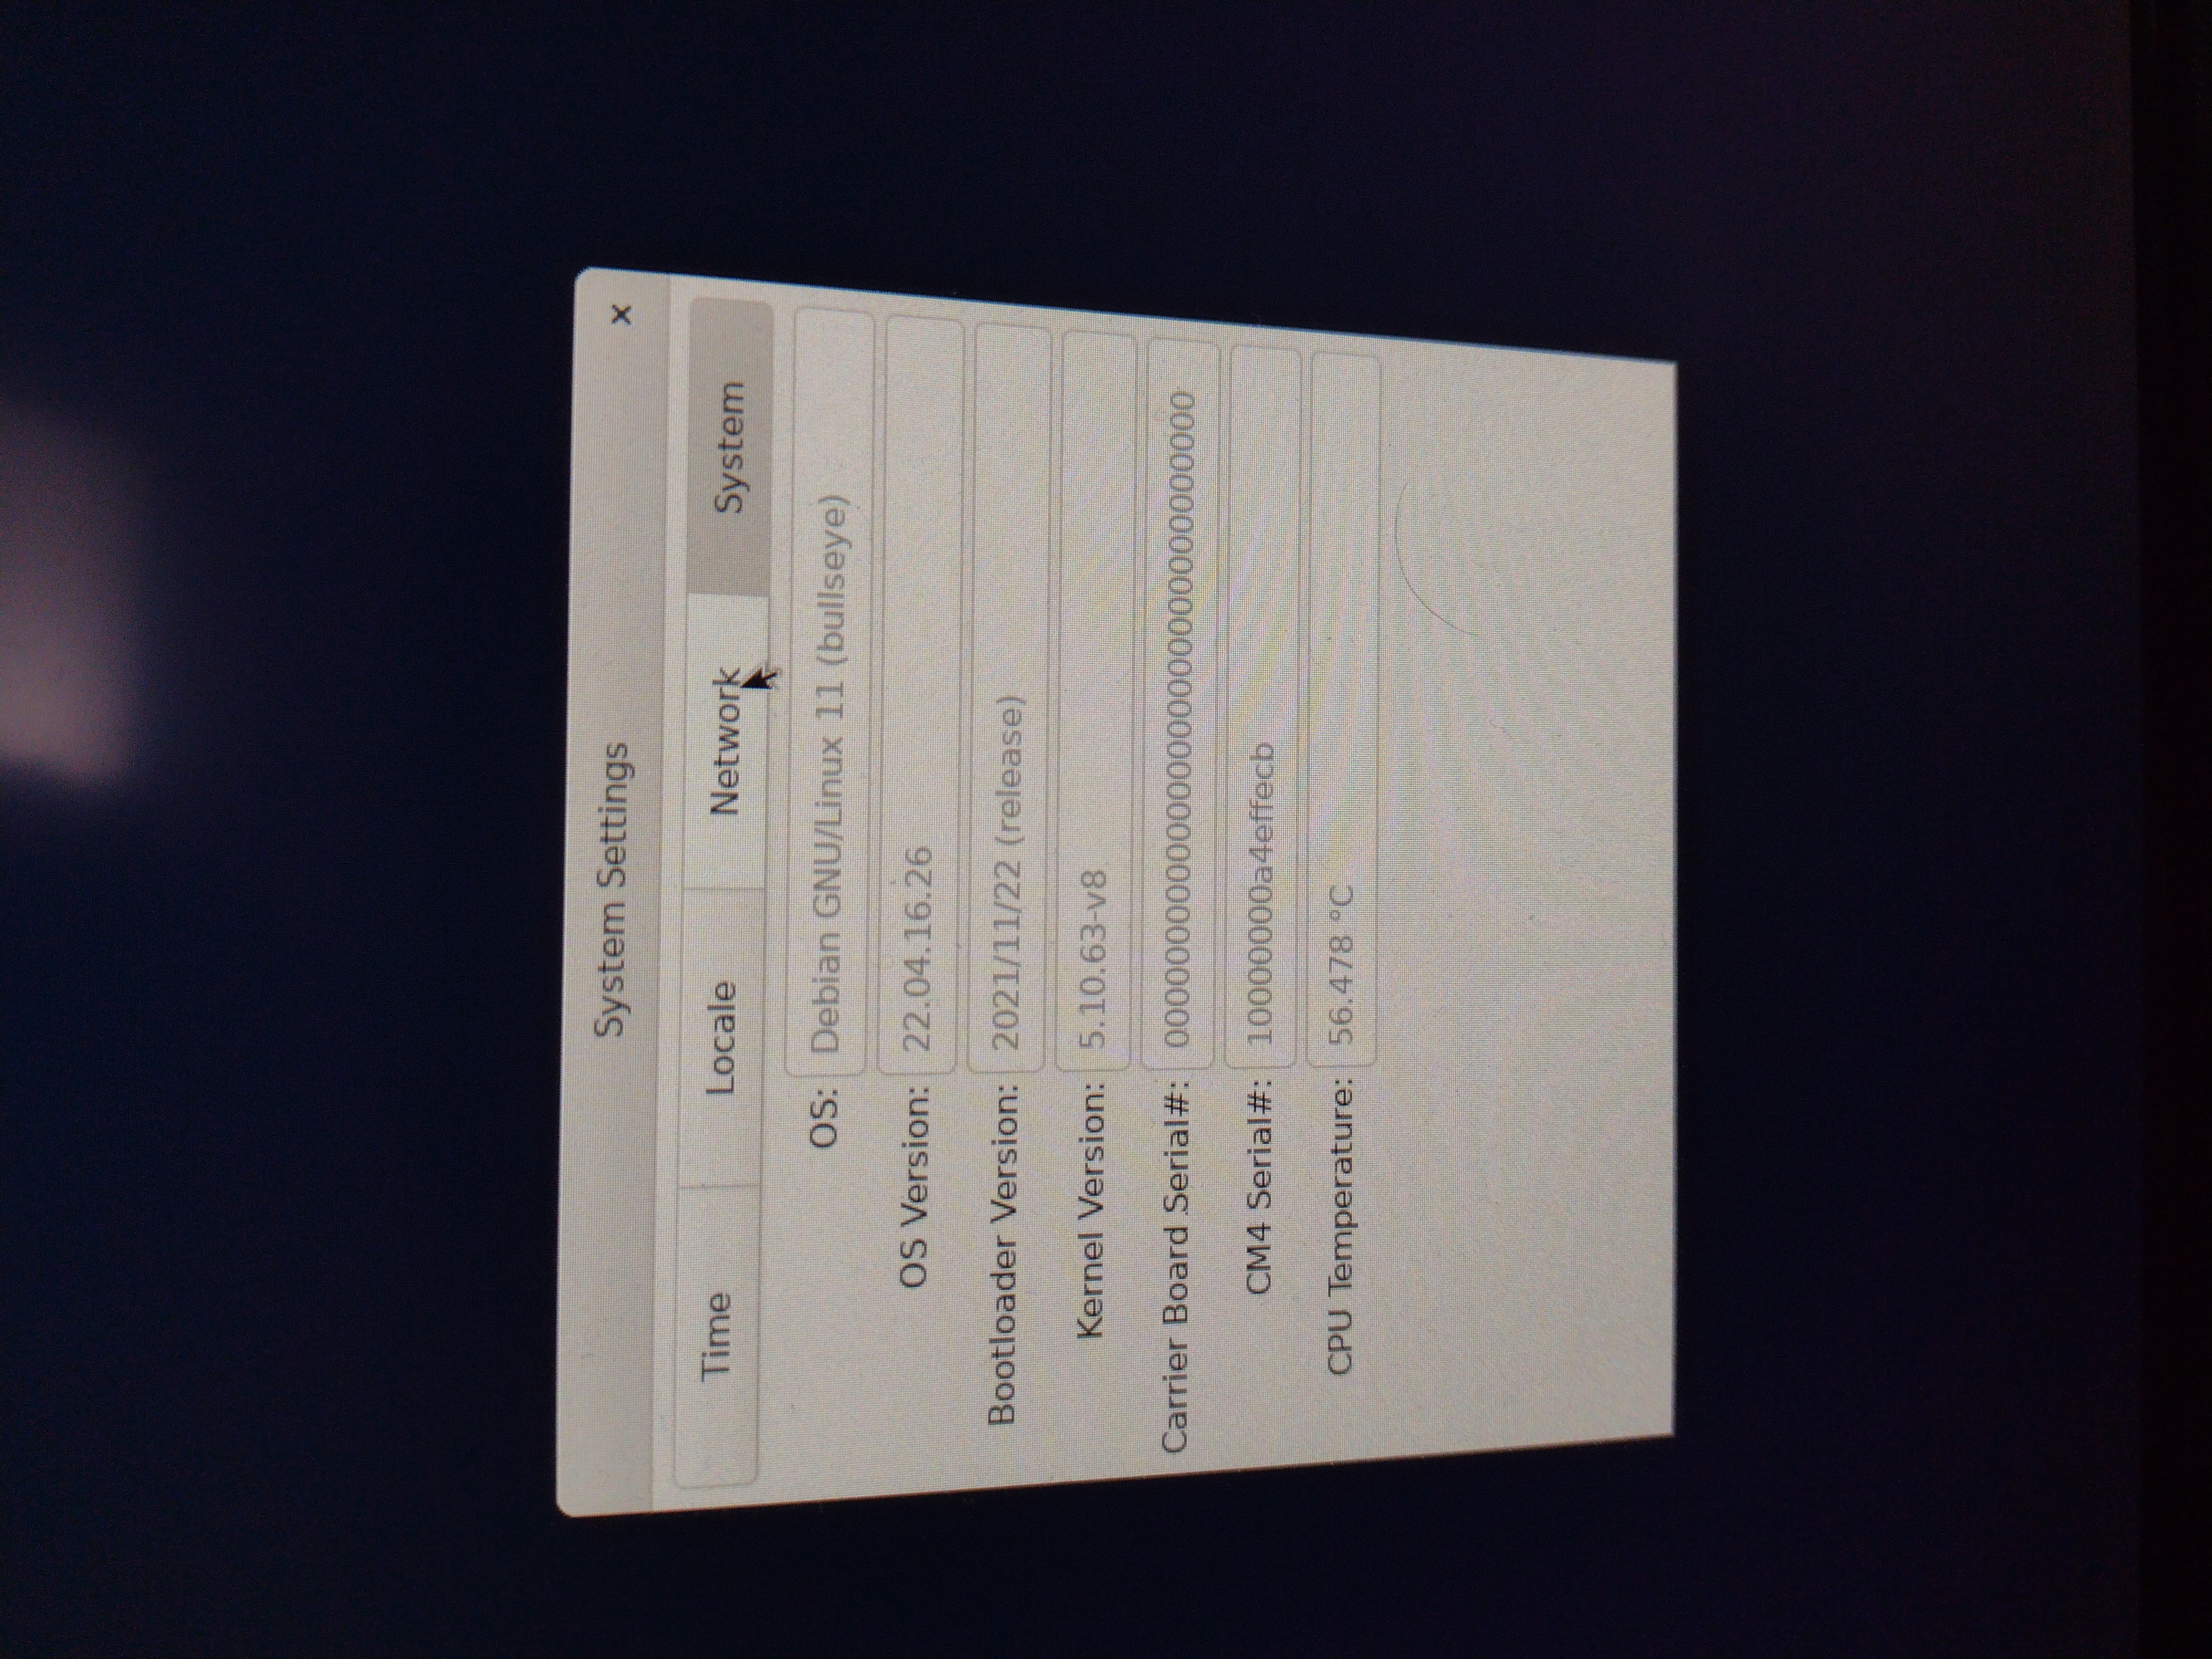 System Settings
×
Time Locale Network System
OS: Debian GNU/Linux 11 (bullseye)
OS Version: 22.04.16.26
Bootloader Version: 2021/11/22 (release)
Kernel Version: 5.10.63-v8
Carrier Board Serial#: 00000000000000000000000000000000
CM4 Serial#: 10000000a4effecb
CPU Temperature: 56.478 °C